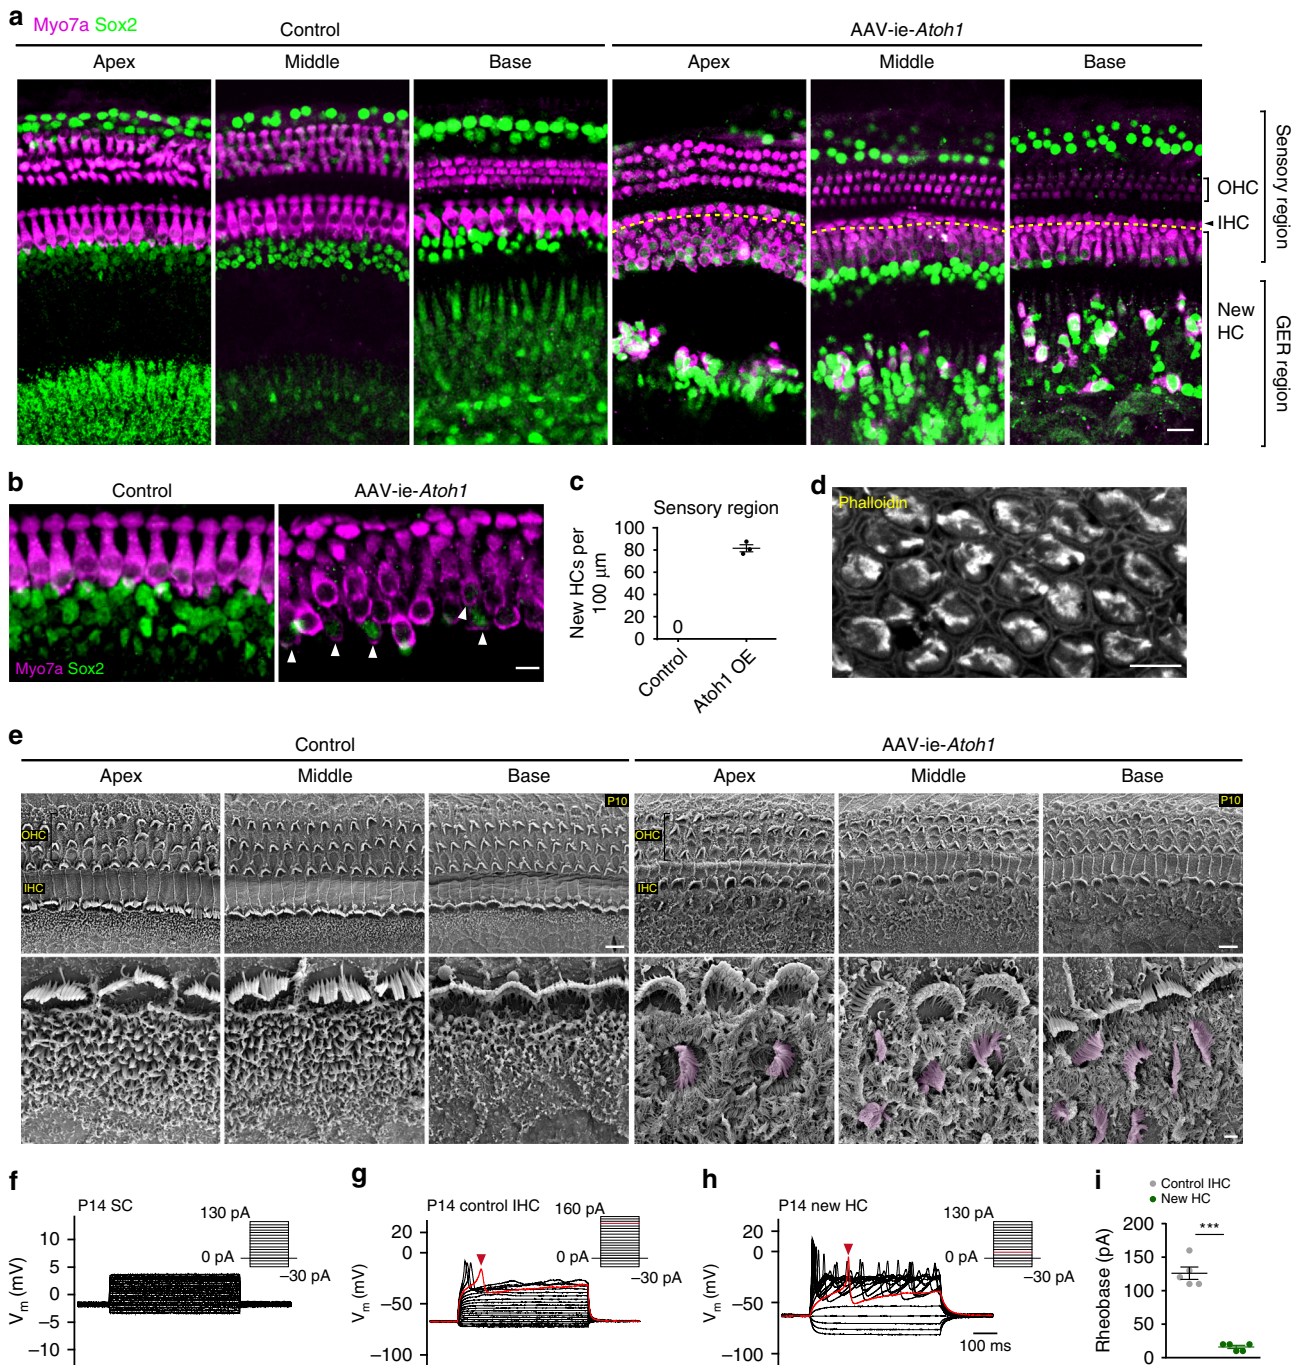 a
Myo7a Sox2
Control
AAV-ie-Atoh1
Apex
Middle
Base
Apex
Middle
Base
OHC
IHC
New
HC
Sensory region
GER region
b
Control
AAV-ie-Atoh1
Myo7a Sox2
c
Sensory region
New HCs per
100 µm
100
80
60
40
20
0
0
Control
Atoh1 OE
d
Phalloidin
e
Control
AAV-ie-Atoh1
Apex
Middle
Base
Apex
Middle
Base
P10
P10
OHC
IHC
OHC
IHC
f
P14 SC
130 pA
0 pA
–30 pA
Vm (mV)
10
5
0
–5
–10
g
P14 control IHC
160 pA
0 pA
–30 pA
Vm (mV)
20
0
–50
–100
h
P14 new HC
130 pA
0 pA
–30 pA
Vm (mV)
20
0
–50
–100
100 ms
i
Control IHC
New HC
***
Rheobase (pA)
200
150
100
50
0